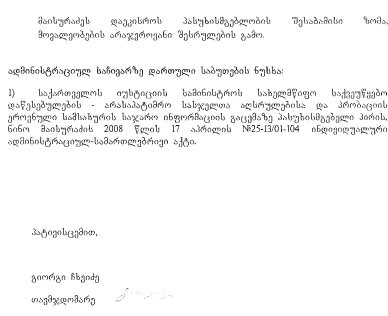 მაისურაძეს დაეკისროს პასუხისმგებლობის შესაბამისი ზომა,
მოვალეობების არაჯეროვანი შესრულების გამო.
ადმინისტრაციულ საჩივარზე დართული საბუთების ნუსხა:
1) საქართველოს იუსტიციის სამინისტროს სახელმწიფო საქვეუწყებო
დაწესებულების - არასაპატიმრო სასჯელთა აღსრულებისა და პრობაციის
ეროვნული სამსახურის საჯარო ინფორმაციის გაცემაზე პასუხისმგებელი პირის,
ნინო მაისურაძის 2008 წლის 17 აპრილის №25-I3/01-104 ინდივიდუალური
ადმინისტრაციულ-სამართლებრივი აქტი.
პატივისცემით,
გიორგი ჩხეიძე
თავმჯდომარე